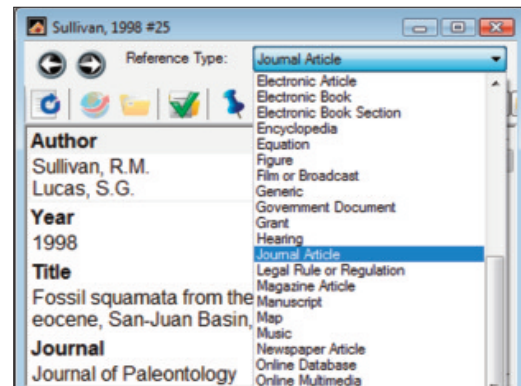 Sullivan, 1998 #25
Reference Type:
Journal Article
Electronic Article
Electronic Book
Electronic Book Section
Encyclopedia
Equation
Figure
Film or Broadcast
Generic
Government Document
Grant
Hearing
Journal Article
Legal Rule or Regulation
Magazine Article
Manuscript
Map
Music
Newspaper Article
Online Database
Online Multimedia
Author
Sullivan, R.M.
Lucas, S.G.
Year
1998
Title
Fossil squamata from the
eocene, San-Juan Basin,
Journal
Journal of Paleontology